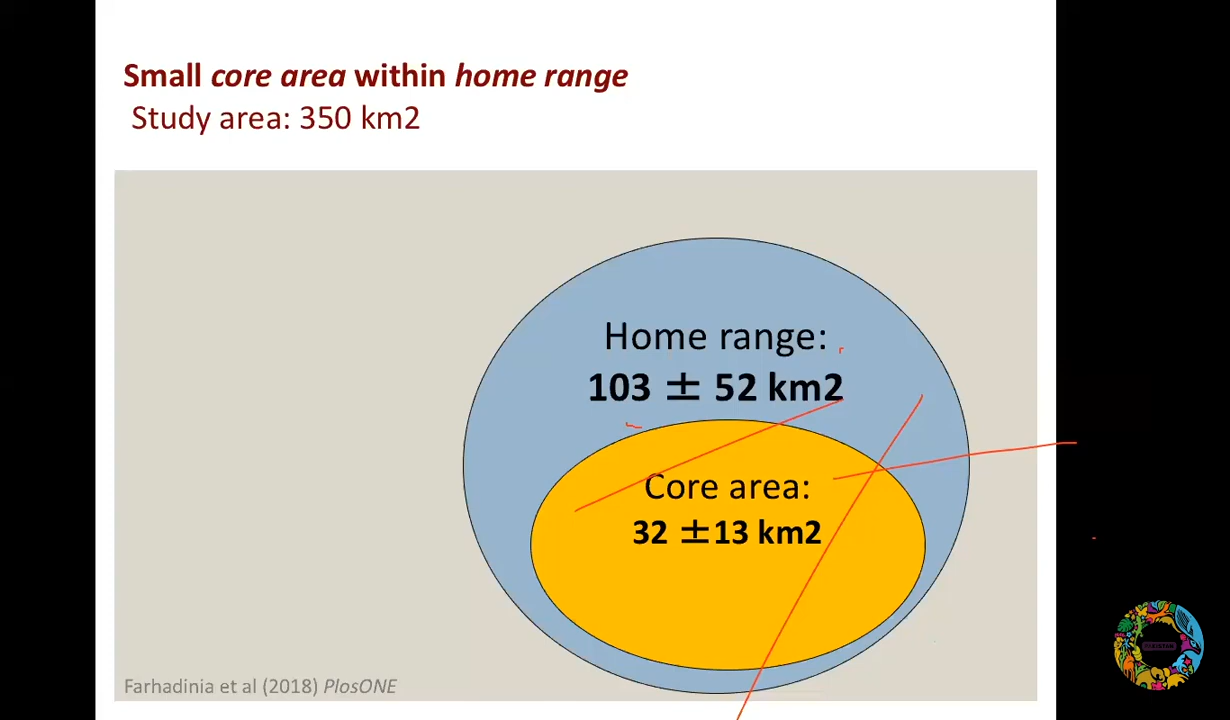 Small core area within home range
Study area: 350 km2
Home range:
103 ± 52 km2
Core area:
32 ±13 km2
Farhadinia et al (2018) PlosONE